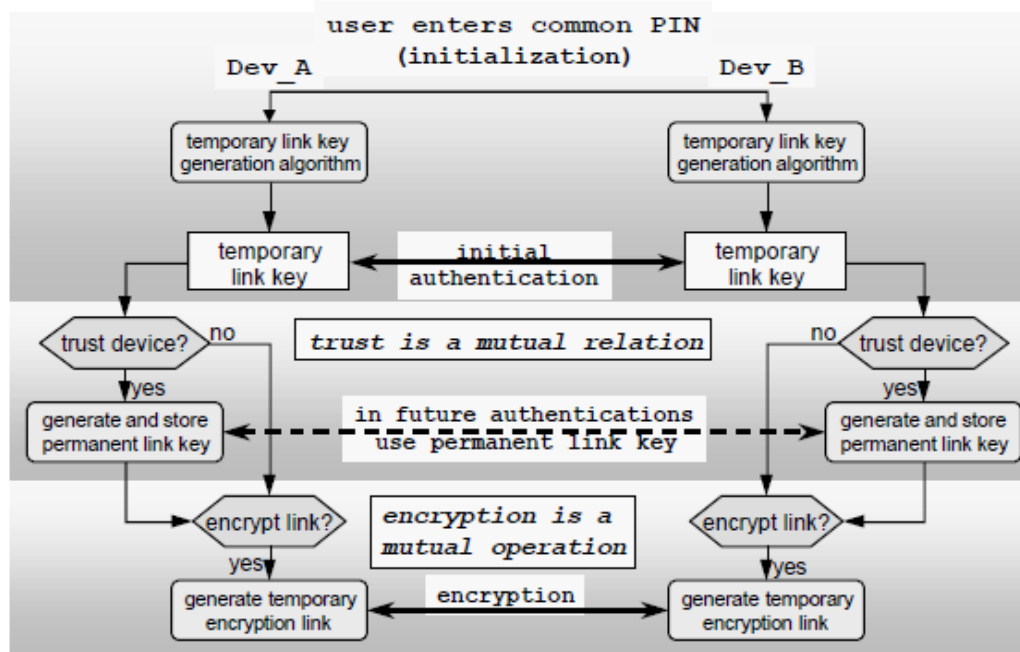 user enters common PIN
(initialization)
Dev_A
Dev_B
temporary link key
generation algorithm
temporary link key
generation algorithm
temporary
link key
initial
authentication
temporary
link key
trust device?
no
trust is a mutual relation
no
trust device?
yes
yes
generate and store
permanent link key
in future authentications
use permanent link key
generate and store
permanent link key
encrypt link?
encryption is a
mutual operation
encrypt link?
yes
yes
generate temporary
encryption link
encryption
generate temporary
encryption link